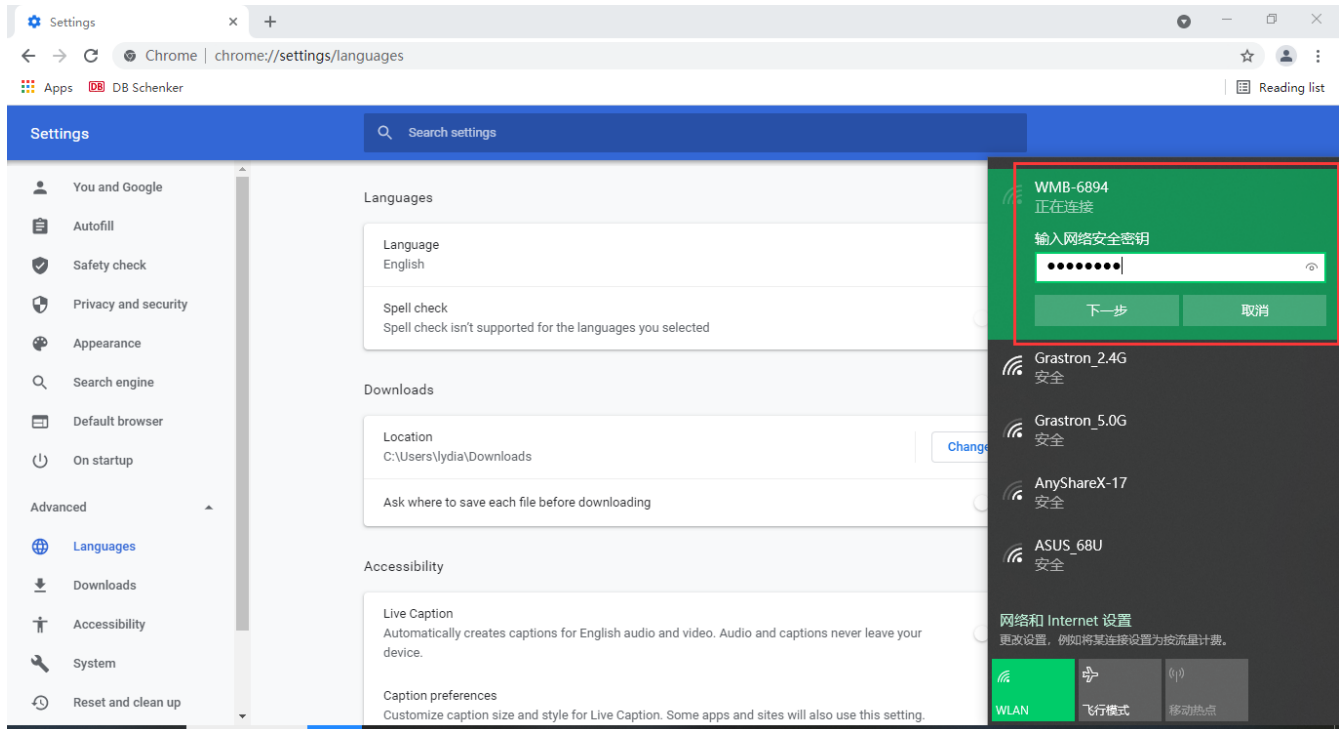 Settings
Chrome | chrome://settings/languages
Apps
DB DB Schenker
Reading list
Settings
Search settings
You and Google
Autofill
Safety check
Privacy and security
Appearance
Search engine
Default browser
On startup
Advanced
Languages
Downloads
Accessibility
System
Reset and clean up
Languages
Language
English
Spell check
Spell check isn't supported for the languages you selected
Downloads
Location
C:\Users\lydia\Downloads
Change
Ask where to save each file before downloading
Accessibility
Live Caption
Automatically creates captions for English audio and video. Audio and captions never leave your
device.
Caption preferences
Customize caption size and style for Live Caption. Some apps and sites will also use this setting.
WMB-6894
正在连接
输入网络安全密钥
●●●●●●●●
下一步
取消
Grastron_2.4G
安全
Grastron_5.0G
安全
AnyShareX-17
安全
ASUS_68U
安全
网络和 Internet 设置
更改设置，例如将某连接设置为按流量计费。
WLAN
飞行模式
移动热点